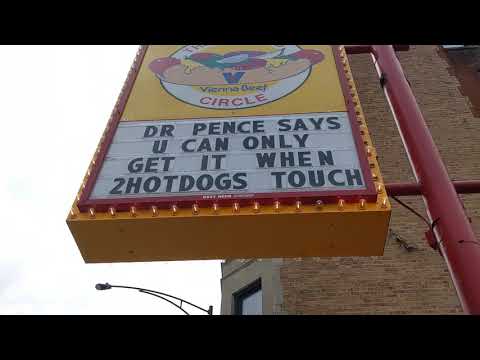 Vienna Beef
CIRCLE
DR PENCE SAYS
U CAN ONLY
GET IT WHEN
2HOTDOGS TOUCH